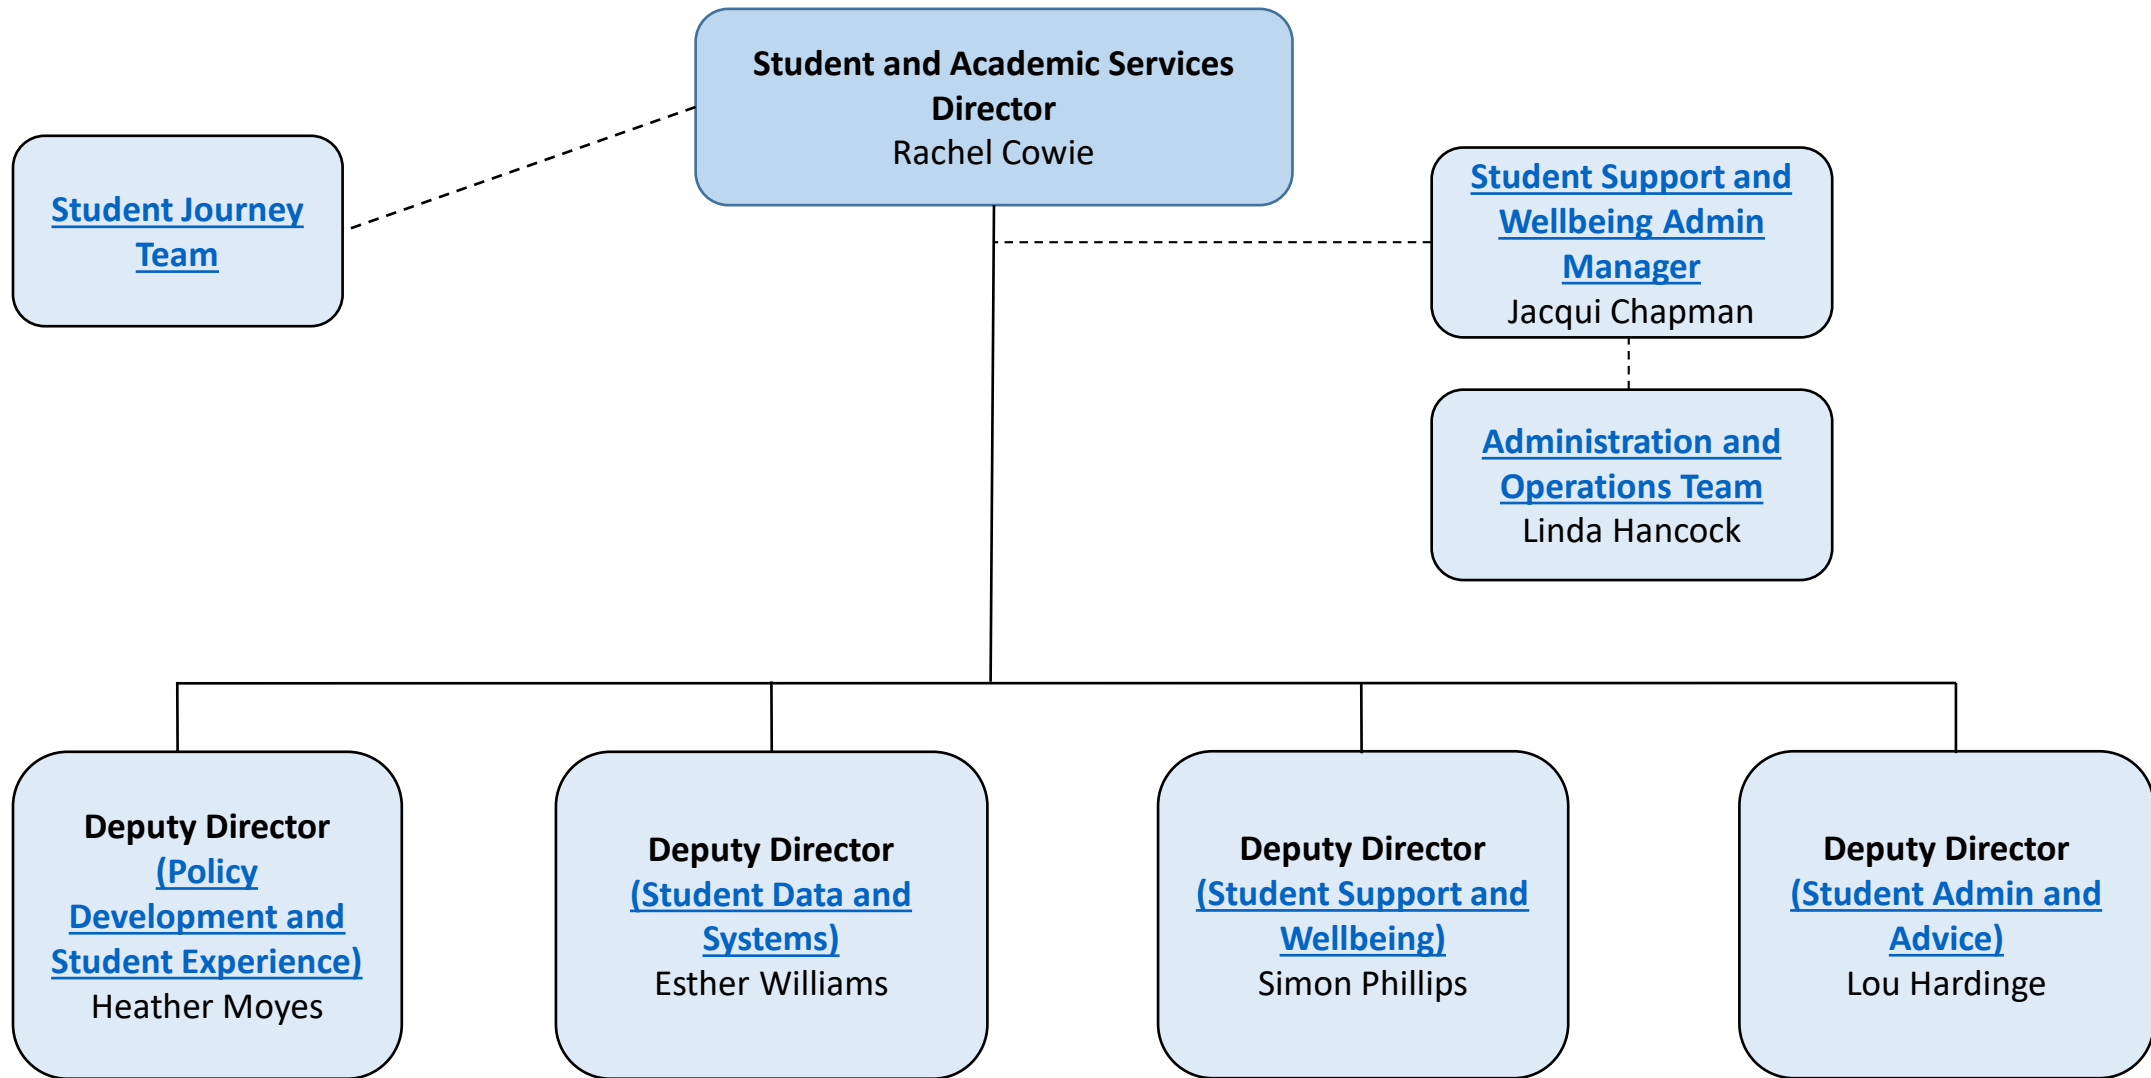 Student and Academic Services
Director
Rachel Cowie
Student Journey
Team
Student Support and
Wellbeing Admin
Manager
Jacqui Chapman
Administration and
Operations Team
Linda Hancock
Deputy Director
(Policy
Development and
Student Experience)
Heather Moyes
Deputy Director
(Student Data and
Systems)
Esther Williams
Deputy Director
(Student Support and
Wellbeing)
Simon Phillips
Deputy Director
(Student Admin and
Advice)
Lou Hardinge